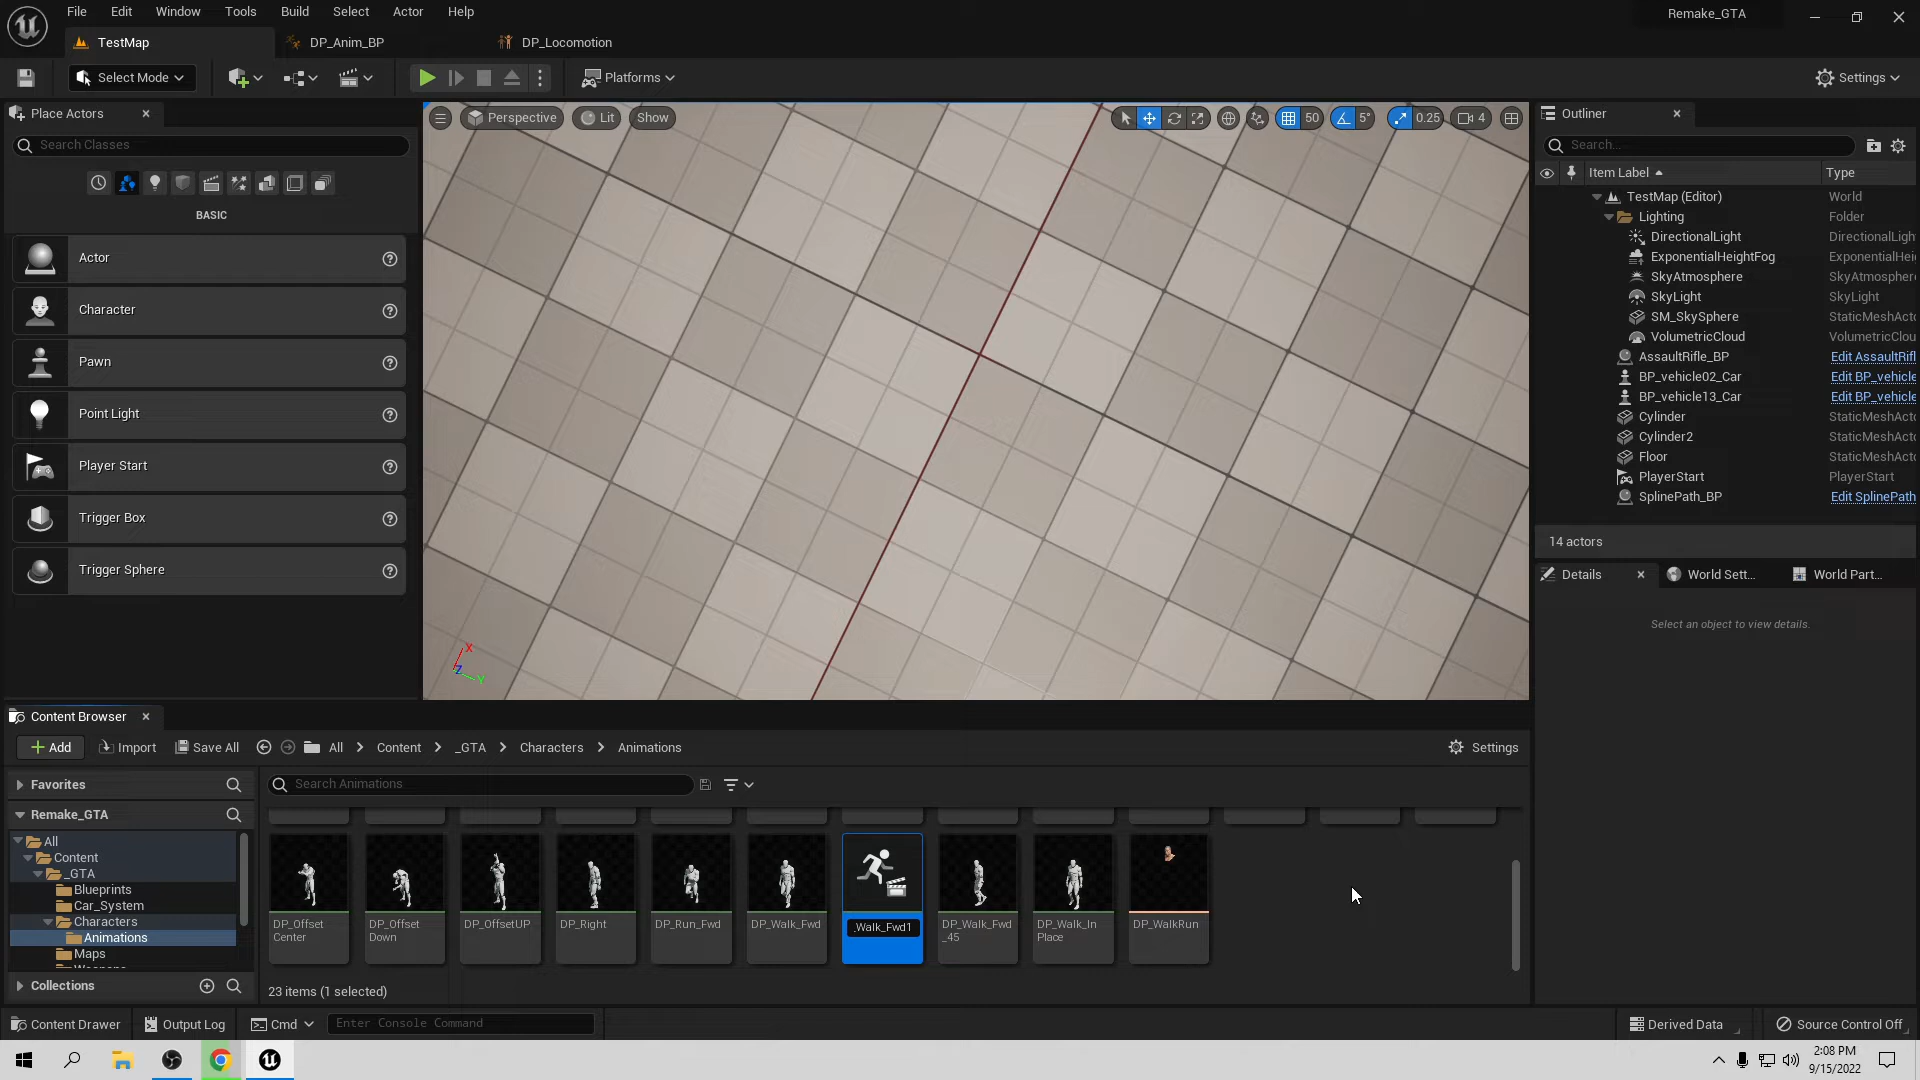 File Edit Window Tools Build Select Actor Help
Remake_GTA
TestMap
DP_Anim_BP
DP_Locomotion
Select Mode
Platforms
Settings
Place Actors
Search Classes
BASIC
Actor
Character
Pawn
Point Light
Player Start
Trigger Box
Trigger Sphere
Perspective
Lit
Show
50
5°
0.25
4
X
Z
Y
Outliner
Search...
Item Label
Type
TestMap (Editor) World
Lighting Folder
DirectionalLight DirectionalLigh
ExponentialHeightFog ExponentialHei
SkyAtmosphere SkyAtmosphere
SkyLight SkyLight
SM_SkySphere StaticMeshActo
VolumetricCloud VolumetricClou
AssaultRifle_BP Edit AssaultRifl
BP_vehicle02_Car Edit BP_vehicle
BP_vehicle13_Car Edit BP_vehicle
Cylinder StaticMeshActo
Cylinder2 StaticMeshActo
Floor StaticMeshActo
PlayerStart PlayerStart
SplinePath_BP Edit SplinePath
14 actors
Details
World Sett...
World Part...
Select an object to view details.
Content Browser
Add
Import
Save All
All
Content
_GTA
Characters
Animations
Settings
Favorites
Remake_GTA
All
Content
_GTA
Blueprints
Car_System
Characters
Animations
Maps
Collections
Search Animations
DP_Offset
Center
DP_Offset
Down
DP_OffsetUP
DP_Right
DP_Run_Fwd
DP_Walk_Fwd
_Walk_Fwd1
DP_Walk_Fwd
_45
DP_Walk_In
Place
DP_WalkRun
23 items (1 selected)
Content Drawer
Output Log
Cmd
Enter Console Command
Derived Data
Source Control Off
2:08 PM
9/15/2022